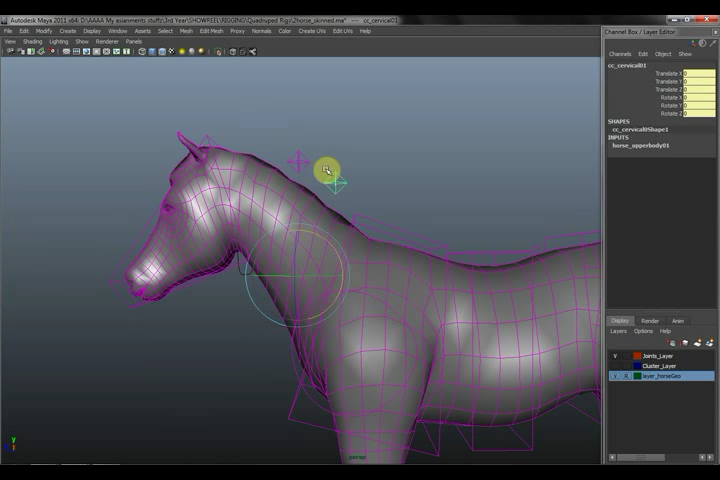 Autodesk Maya 2011 x64: D:\AAAA My asianments stuffz\3rd Year\SHOWREEL\RIGGING\Quadruped Rigs\2horse_skinned.ma* --- cc_cervical01
File Edit Modify Create Display Window Assets Select Mesh Edit Mesh Proxy Normals Color Create UVs Edit UVs Help
View Shading Lighting Show Renderer Panels
Channel Box / Layer Editor
Channels Edit Object Show
cc_cervical01
Translate X 0
Translate Y 0
Translate Z 0
Rotate X 0
Rotate Y 0
Rotate Z 0
SHAPES
cc_cervical0Shape1
INPUTS
horse_upperbody01
Display Render Anim
Layers Options Help
V Joints_Layer
Cluster_Layer
V R layer_horseGeo
persp
y